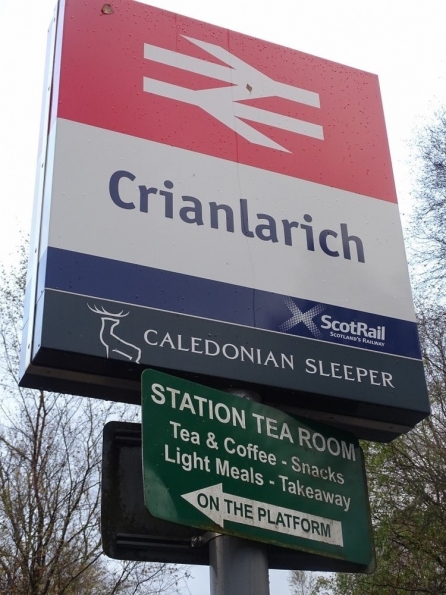 Crianlarich
ScotRail
SCOTLAND'S RAILWAY
CALEDONIAN SLEEPER
STATION TEA ROOM
Tea & Coffee - Snacks
Light Meals - Takeaway
ON THE PLATFORM